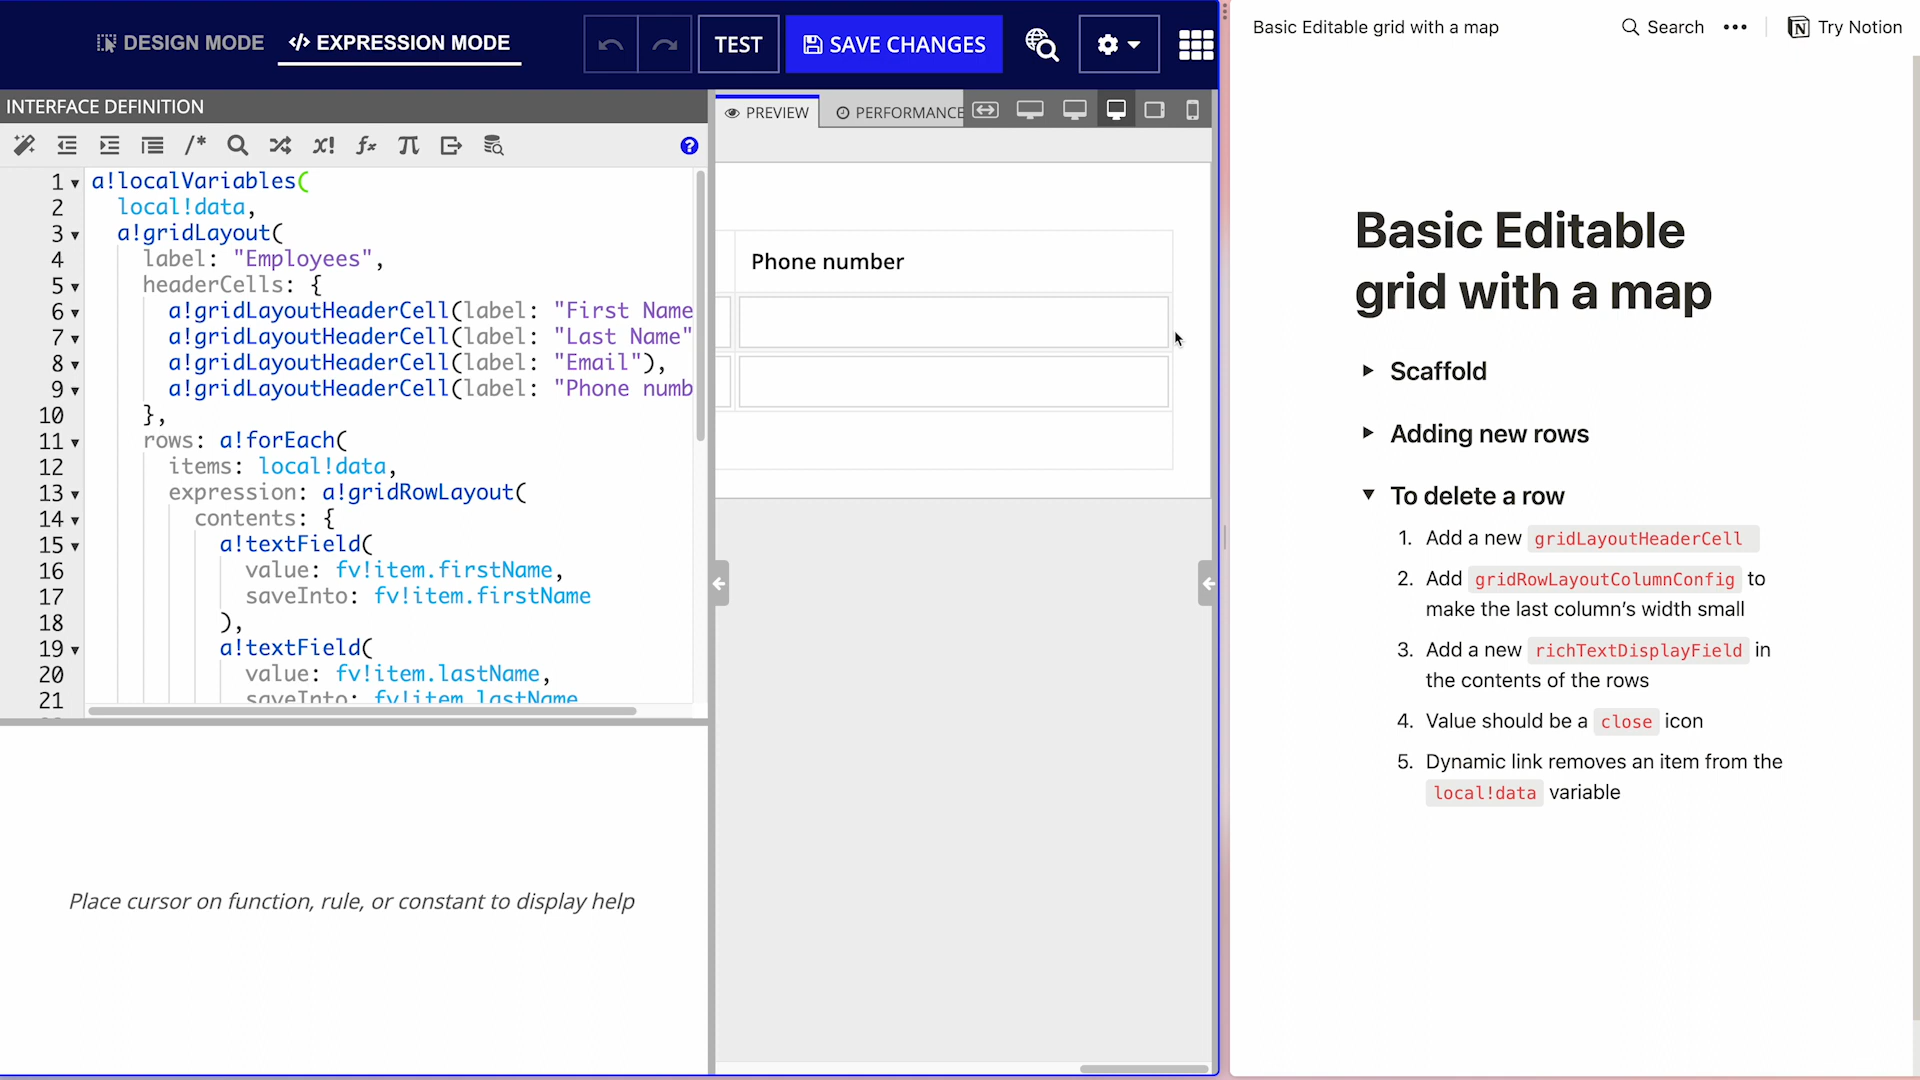 DESIGN MODE
</> EXPRESSION MODE
TEST
SAVE CHANGES
INTERFACE DEFINITION
PREVIEW
PERFORMANCE
/*
x!
fx
π
?
1 a!localVariables(
2 local!data,
3 a!gridLayout(
4 label: "Employees",
5 headerCells: {
6 a!gridLayoutHeaderCell(label: "First Name
7 a!gridLayoutHeaderCell(label: "Last Name"
8 a!gridLayoutHeaderCell(label: "Email"),
9 a!gridLayoutHeaderCell(label: "Phone numb
10 },
11 rows: a!forEach(
12 items: local!data,
13 expression: a!gridRowLayout(
14 contents: {
15 a!textField(
16 value: fv!item.firstName,
17 saveInto: fv!item.firstName
18 ),
19 a!textField(
20 value: fv!item.lastName,
21 saveInto: fv!item.lastName
Place cursor on function, rule, or constant to display help
Phone number
Basic Editable grid with a map
Search
Try Notion
Basic Editable
grid with a map
Scaffold
Adding new rows
To delete a row
1. Add a new gridLayoutHeaderCell
2. Add gridRowLayoutColumnConfig to
make the last column's width small
3. Add a new richTextDisplayField in
the contents of the rows
4. Value should be a close icon
5. Dynamic link removes an item from the
local!data variable